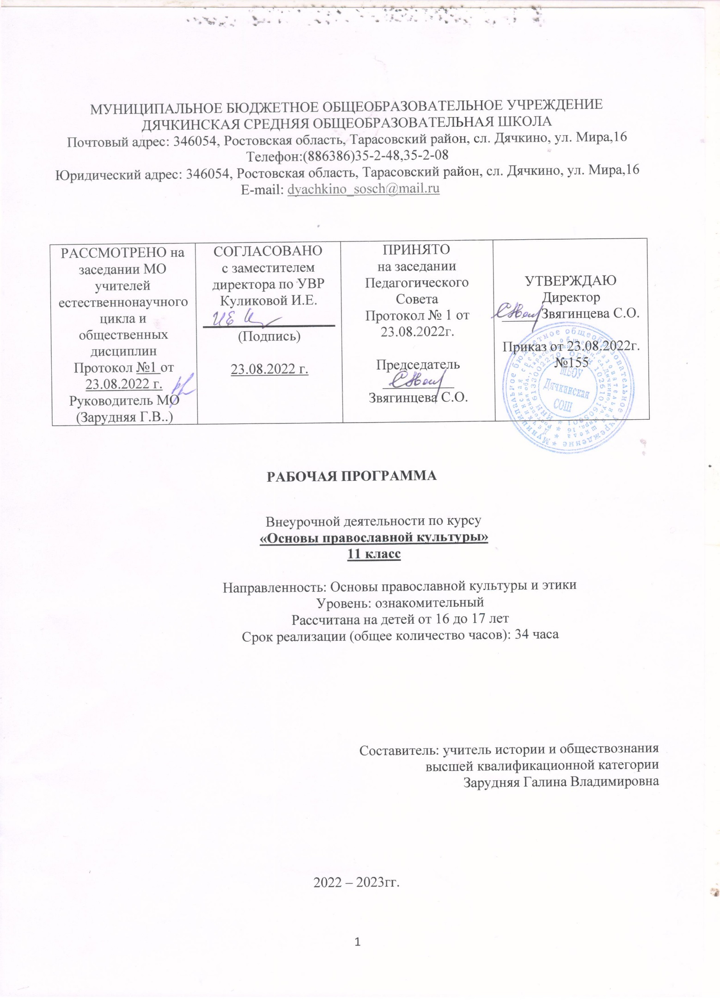 МУНИЦИПАЛЬНОЕ БЮДЖЕТНОЕ ОБЩЕОБРАЗОВАТЕЛЬНОЕ УЧРЕЖДЕНИЕ
ДЯЧКИНСКАЯ СРЕДНЯЯ ОБЩЕОБРАЗОВАТЕЛЬНАЯ ШКОЛА
Почтовый адрес: 346054, Ростовская область, Тарасовский район, сл. Дячкино, ул. Мира,16
Телефон:(886386)35-2-48,35-2-08
Юридический адрес: 346054, Ростовская область, Тарасовский район, сл. Дячкино, ул. Мира,16
E-mail: dyachkino_sosch@mail.ru
РАССМОТРЕНО на
заседании МО
учителей
естественнонаучного
цикла и
общественных
дисциплин
Протокол №1 от
23.08.2022 г.
Руководитель МО
(Зарудняя Г.В..)
СОГЛАСОВАНО
с заместителем
директора по УВР
Куликовой И.Е.
(Подпись)
23.08.2022 г.
ПРИНЯТО
на заседании
Педагогического
Совета
Протокол № 1 от
23.08.2022г.
Председатель
Звягинцева С.О.
УТВЕРЖДАЮ
Директор
Звягинцева С.О.
Приказ от 23.08.2022г.
№155
Муниципальное бюджетное общеобразовательное учреждение
МБОУ
Дячкинская
СОШ
РАБОЧАЯ ПРОГРАММА
Внеурочной деятельности по курсу
«Основы православной культуры»
11 класс
Направленность: Основы православной культуры и этики
Уровень: ознакомительный
Рассчитана на детей от 16 до 17 лет
Срок реализации (общее количество часов): 34 часа
Составитель: учитель истории и обществознания
высшей квалификационной категории
Зарудняя Галина Владимировна
2022 – 2023гг.
1